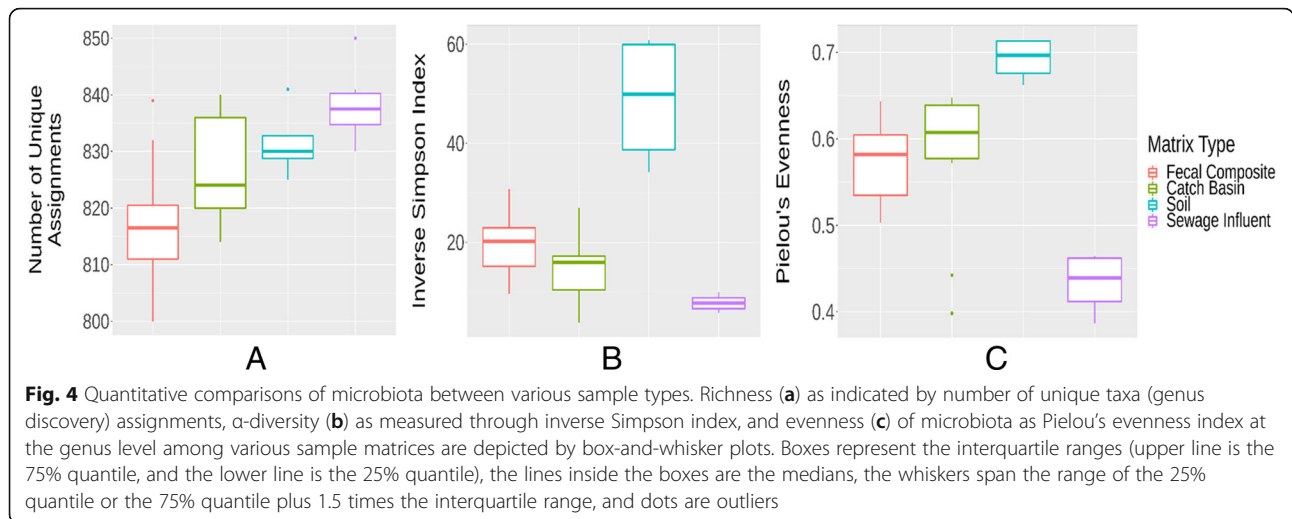 Number of Unique
Assignments
850
840
830
820
810
800
A
Inverse Simpson Index
60
40
20
B
Pielou's Evenness
0.7
0.6
0.5
0.4
C
Matrix Type
Fecal Composite
Catch Basin
Soil
Sewage Influent
Fig. 4 Quantitative comparisons of microbiota between various sample types. Richness (a) as indicated by number of unique taxa (genus
discovery) assignments, α-diversity (b) as measured through inverse Simpson index, and evenness (c) of microbiota as Pielou's evenness index at
the genus level among various sample matrices are depicted by box-and-whisker plots. Boxes represent the interquartile ranges (upper line is the
75% quantile, and the lower line is the 25% quantile), the lines inside the boxes are the medians, the whiskers span the range of the 25%
quantile or the 75% quantile plus 1.5 times the interquartile range, and dots are outliers